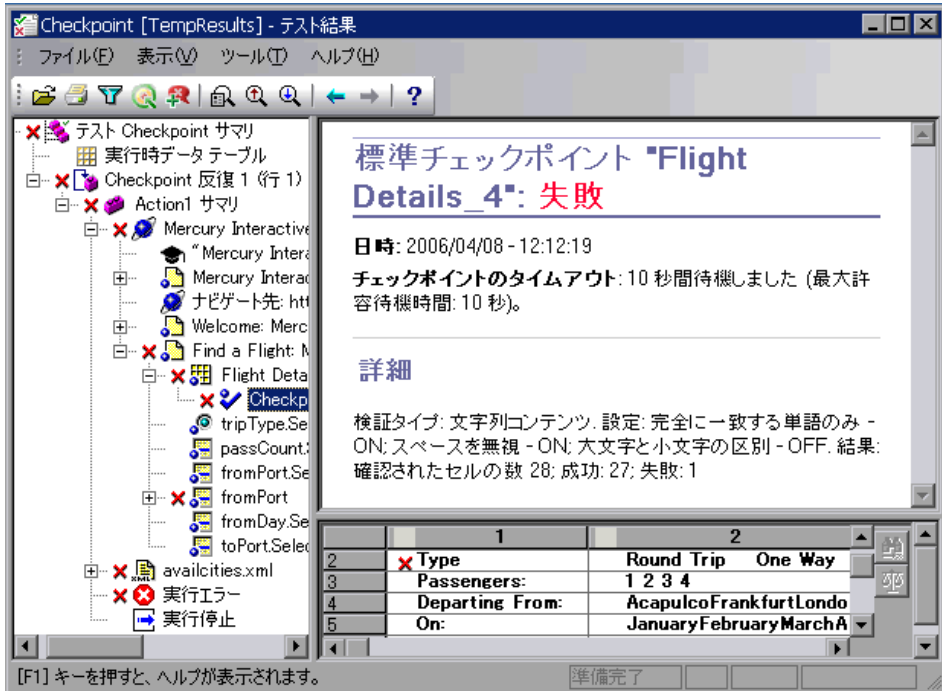 Checkpoint [TempResults] - テスト結果
ファイル(F) 表示(V) ツール(T) ヘルプ(H)
テスト Checkpoint サマリ
実行時データ テーブル
Checkpoint 反復 1 (行 1)
Action1 サマリ
Mercury Interactive
"Mercury Intera
Mercury Interac
ナビゲート先: htt
Welcome: Merc
Find a Flight: M
Flight Deta
Checkp
tripType.Se
passCount.
fromPort.Se
fromPort
fromDay.Se
toPort.Selec
availcities.xml
実行エラー
実行停止
標準チェックポイント "Flight
Details_4": 失敗
日時: 2006/04/08 - 12:12:19
チェックポイントのタイムアウト: 10 秒間待機しました (最大許
容待機時間: 10 秒)。
詳細
検証タイプ: 文字列コンテンツ. 設定: 完全に一致する単語のみ -
ON; スペースを無視 - ON; 大文字と小文字の区別 - OFF. 結果:
確認されたセルの数 28; 成功: 27; 失敗: 1
1 2
2 Type Round Trip One Way
3 Passengers: 1 2 3 4
4 Departing From: AcapulcoFrankfurtLondo
5 On: JanuaryFebruaryMarchA
[F1] キーを押すと、ヘルプが表示されます。 準備完了